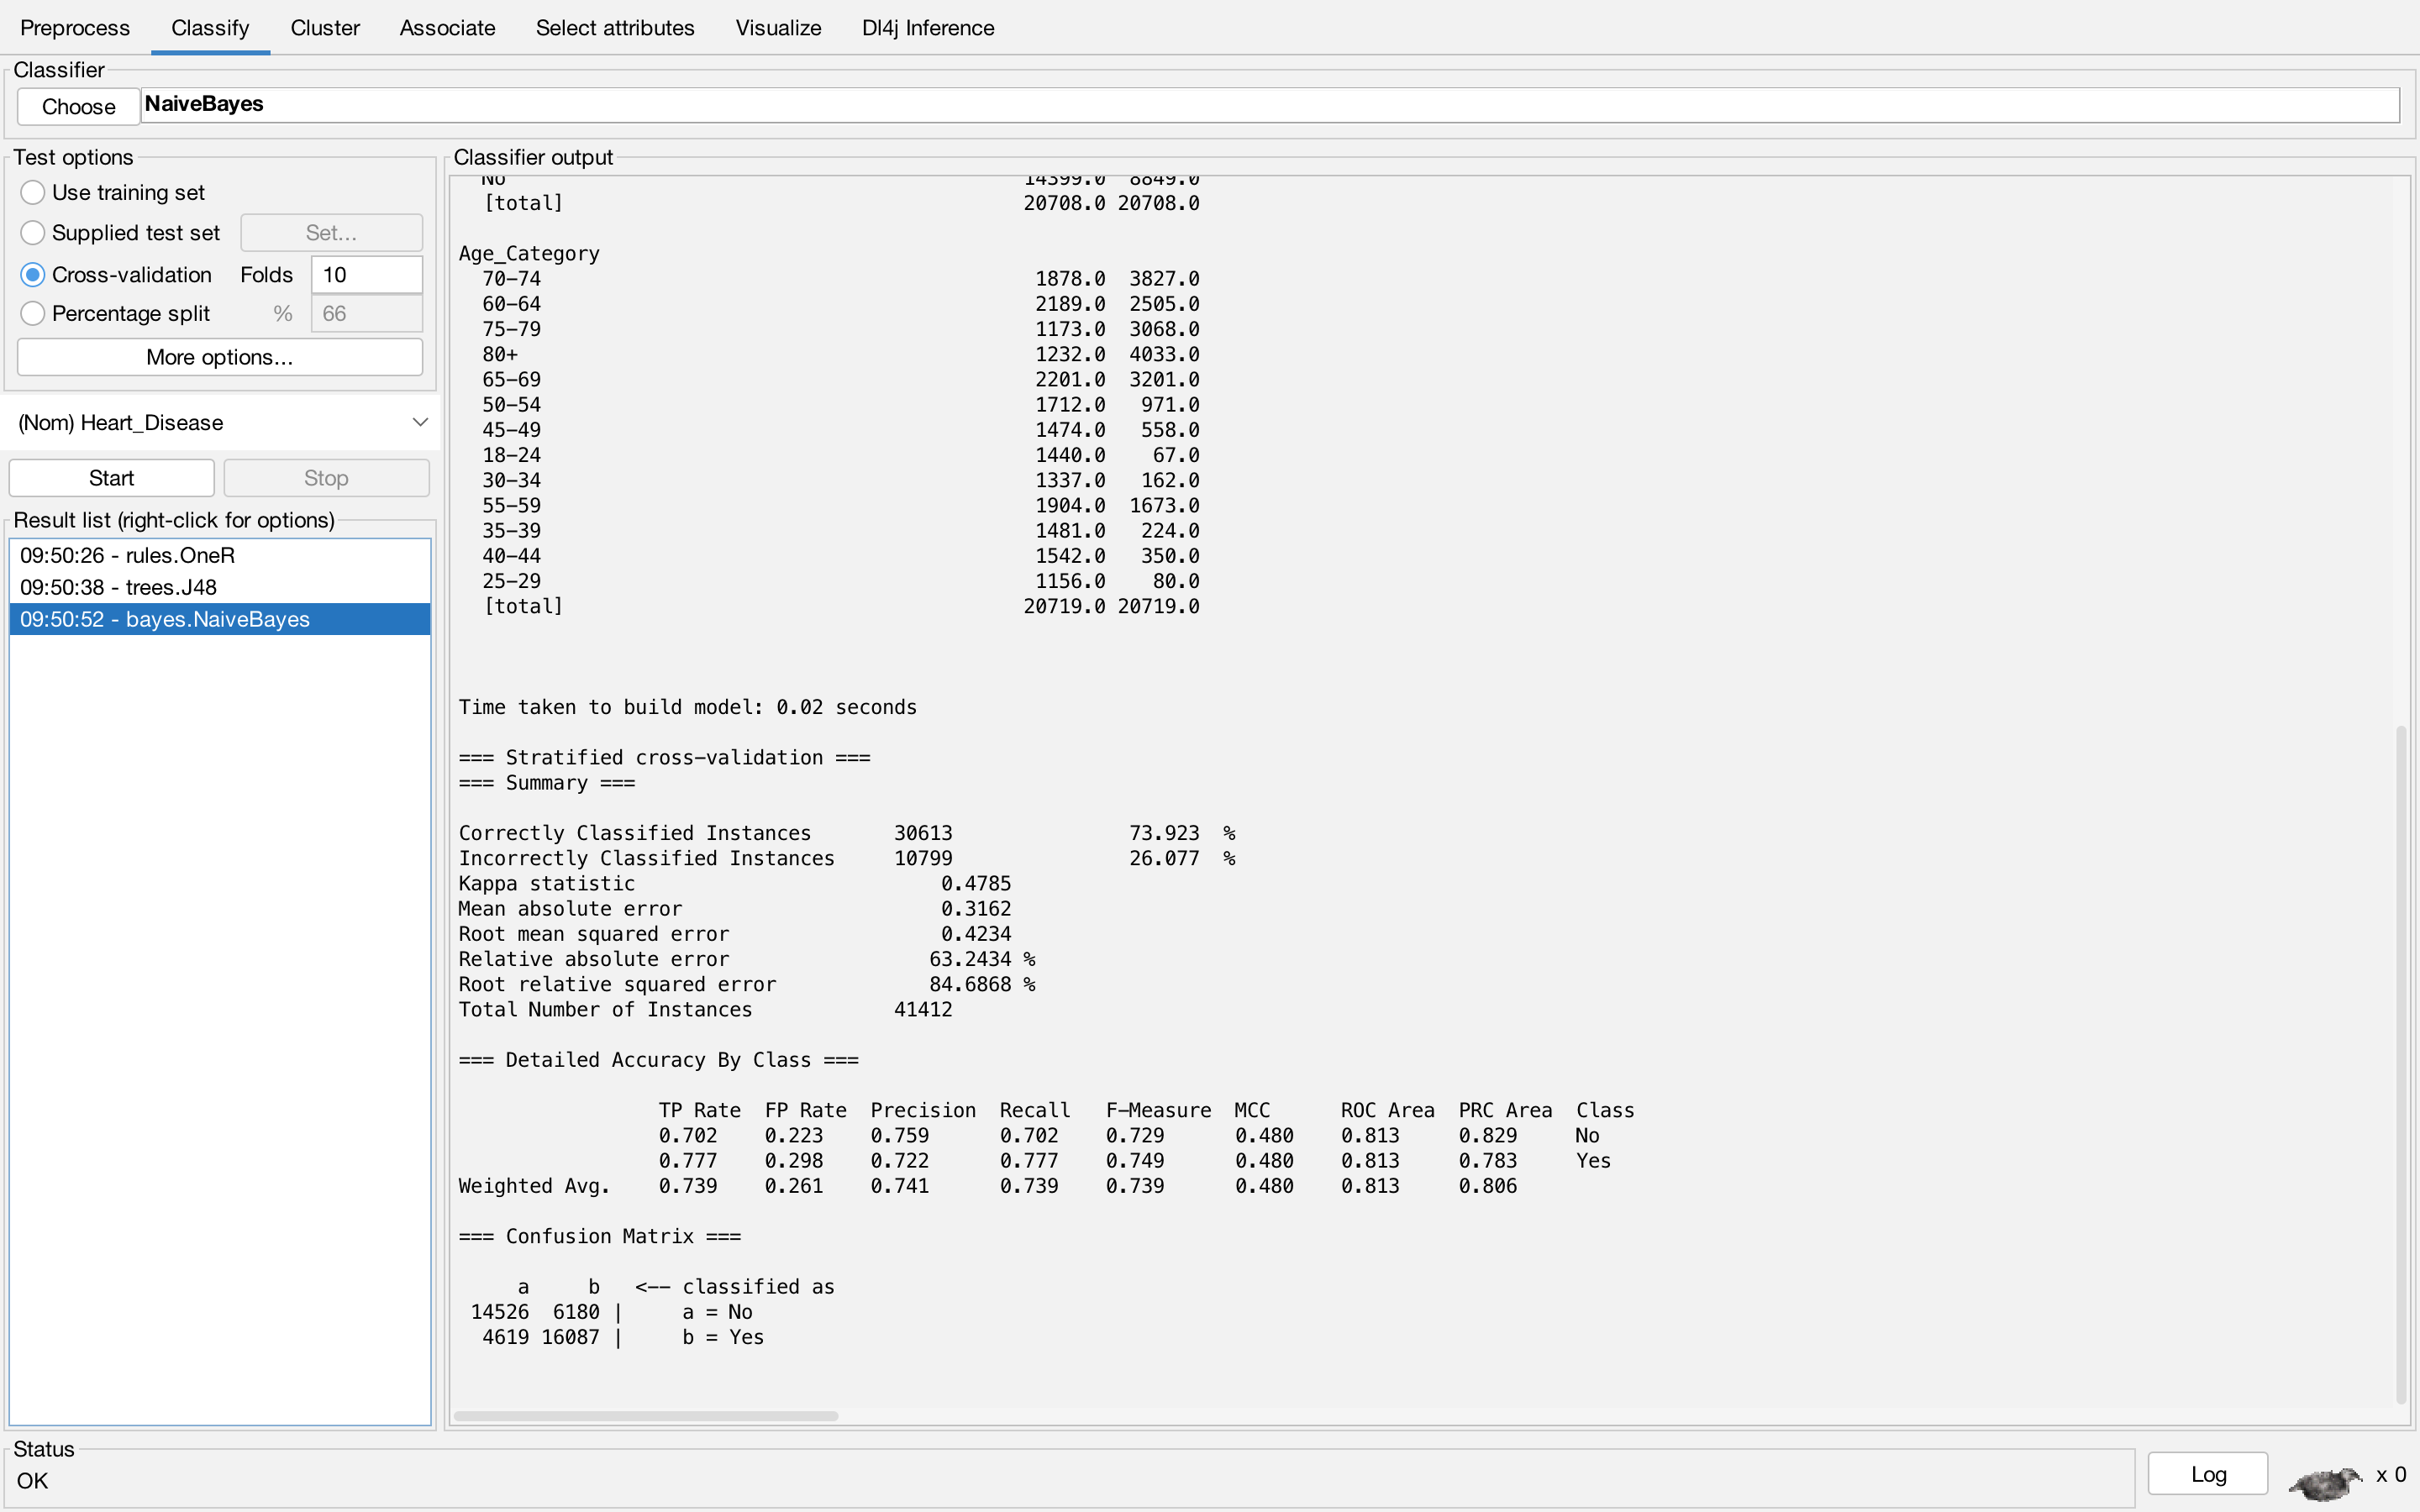 Preprocess Classify Cluster Associate Select attributes Visualize Dl4j Inference
Classifier
Choose NaiveBayes
Test options
Use training set
Supplied test set Set...
Cross-validation Folds 10
Percentage split % 66
More options...
(Nom) Heart_Disease
Start Stop
Result list (right-click for options)
09:50:26 - rules.OneR
09:50:38 - trees.J48
09:50:52 - bayes.NaiveBayes
Classifier output
No 14399.0 8849.0
[total] 20708.0 20708.0
Age_Category
70-74 1878.0 3827.0
60-64 2189.0 2505.0
75-79 1173.0 3068.0
80+ 1232.0 4033.0
65-69 2201.0 3201.0
50-54 1712.0 971.0
45-49 1474.0 558.0
18-24 1440.0 67.0
30-34 1337.0 162.0
55-59 1904.0 1673.0
35-39 1481.0 224.0
40-44 1542.0 350.0
25-29 1156.0 80.0
[total] 20719.0 20719.0
Time taken to build model: 0.02 seconds
=== Stratified cross-validation ===
=== Summary ===
Correctly Classified Instances 30613 73.923 %
Incorrectly Classified Instances 10799 26.077 %
Kappa statistic 0.4785
Mean absolute error 0.3162
Root mean squared error 0.4234
Relative absolute error 63.2434 %
Root relative squared error 84.6868 %
Total Number of Instances 41412
=== Detailed Accuracy By Class ===
TP Rate FP Rate Precision Recall F-Measure MCC ROC Area PRC Area Class
0.702 0.223 0.759 0.702 0.729 0.480 0.813 0.829 No
0.777 0.298 0.722 0.777 0.749 0.480 0.813 0.783 Yes
Weighted Avg. 0.739 0.261 0.741 0.739 0.739 0.480 0.813 0.806
=== Confusion Matrix ===
a b <-- classified as
14526 6180 | a = No
4619 16087 | b = Yes
Status
OK
Log x 0